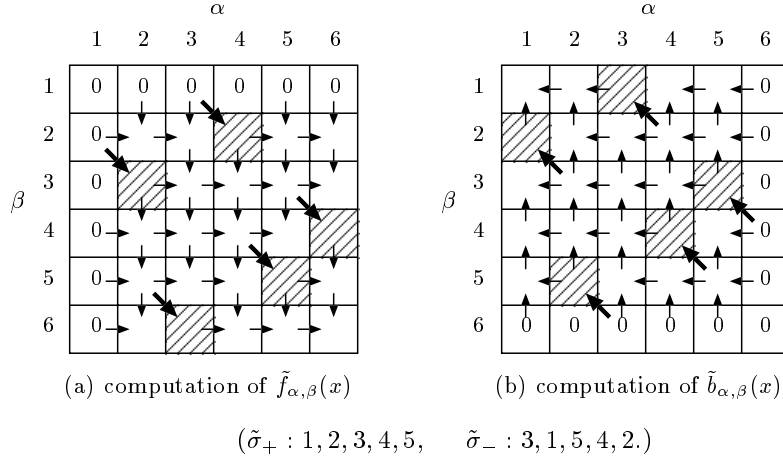 α α
1 2 3 4 5 6 1 2 3 4 5 6
1 0 0 0 0 0 0 1 0
2 0 2 0
3 0 3 0
β β
4 0 4 0
5 0 5 0
6 0 6 0 0 0 0 0 0
(a) computation of f̃α,β(x) (b) computation of b̃α,β(x)
(σ̃+ : 1, 2, 3, 4, 5, σ̃− : 3, 1, 5, 4, 2.)